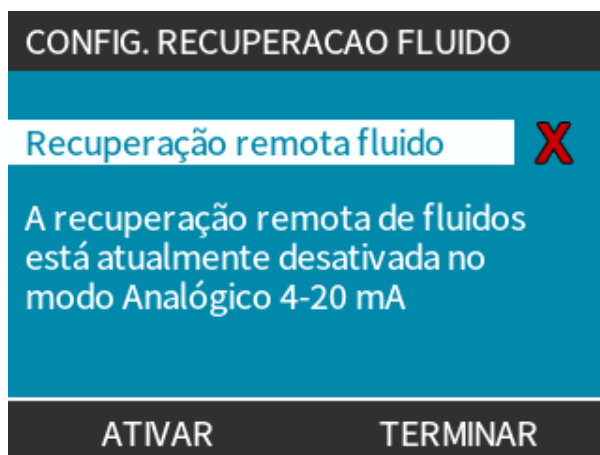 CONFIG. RECUPERACAO FLUIDO
Recuperação remota fluido X
A recuperação remota de fluidos
está atualmente desativada no
modo Analógico 4-20 mA
ATIVAR TERMINAR